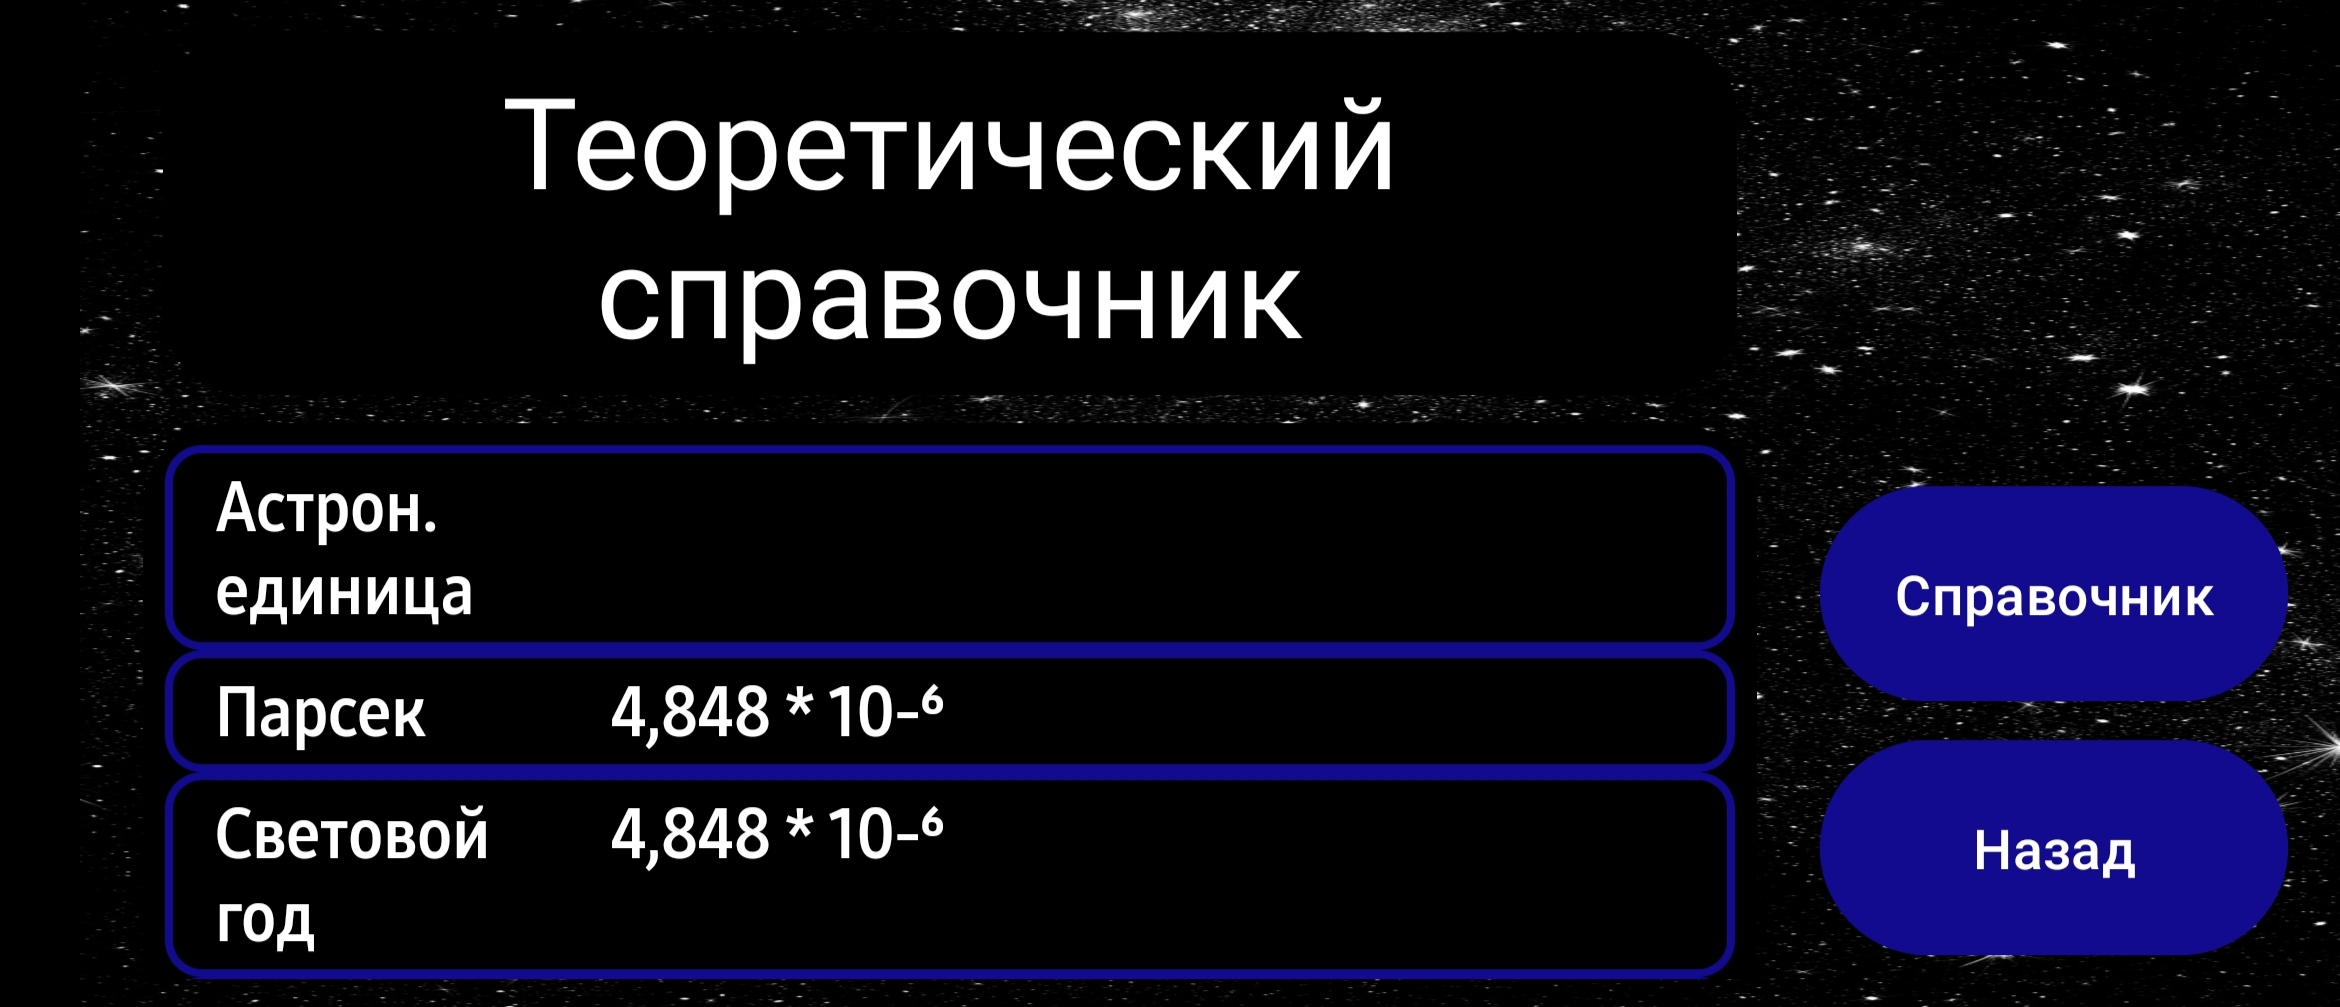 Теоретический
справочник
Астрон.
единица
Парсек 4,848 * 10-⁶
Световой 4,848 * 10-⁶
год
Справочник
Назад